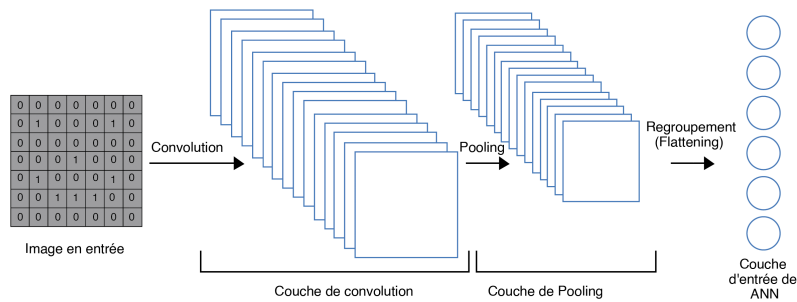 0 0 0 0 0 0 0
0 1 0 0 0 1 0
0 0 0 0 0 0 0
0 0 0 1 0 0 0
0 1 0 0 0 1 0
0 0 1 1 1 0 0
0 0 0 0 0 0 0
Image en entrée
Convolution
Couche de convolution
Pooling
Couche de Pooling
Regroupement
(Flattening)
Couche
d'entrée de
ANN